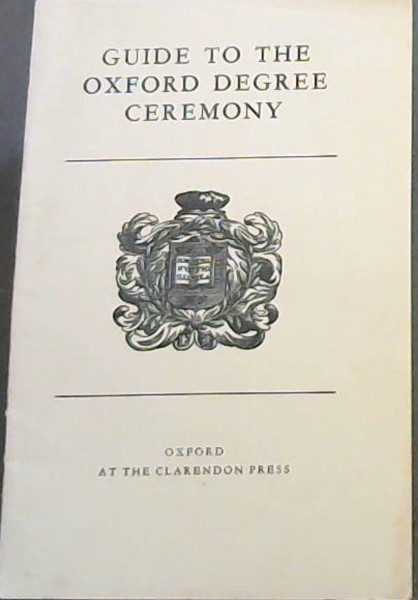 GUIDE TO THE
OXFORD DEGREE
CEREMONY
OXFORD
AT THE CLARENDON PRESS